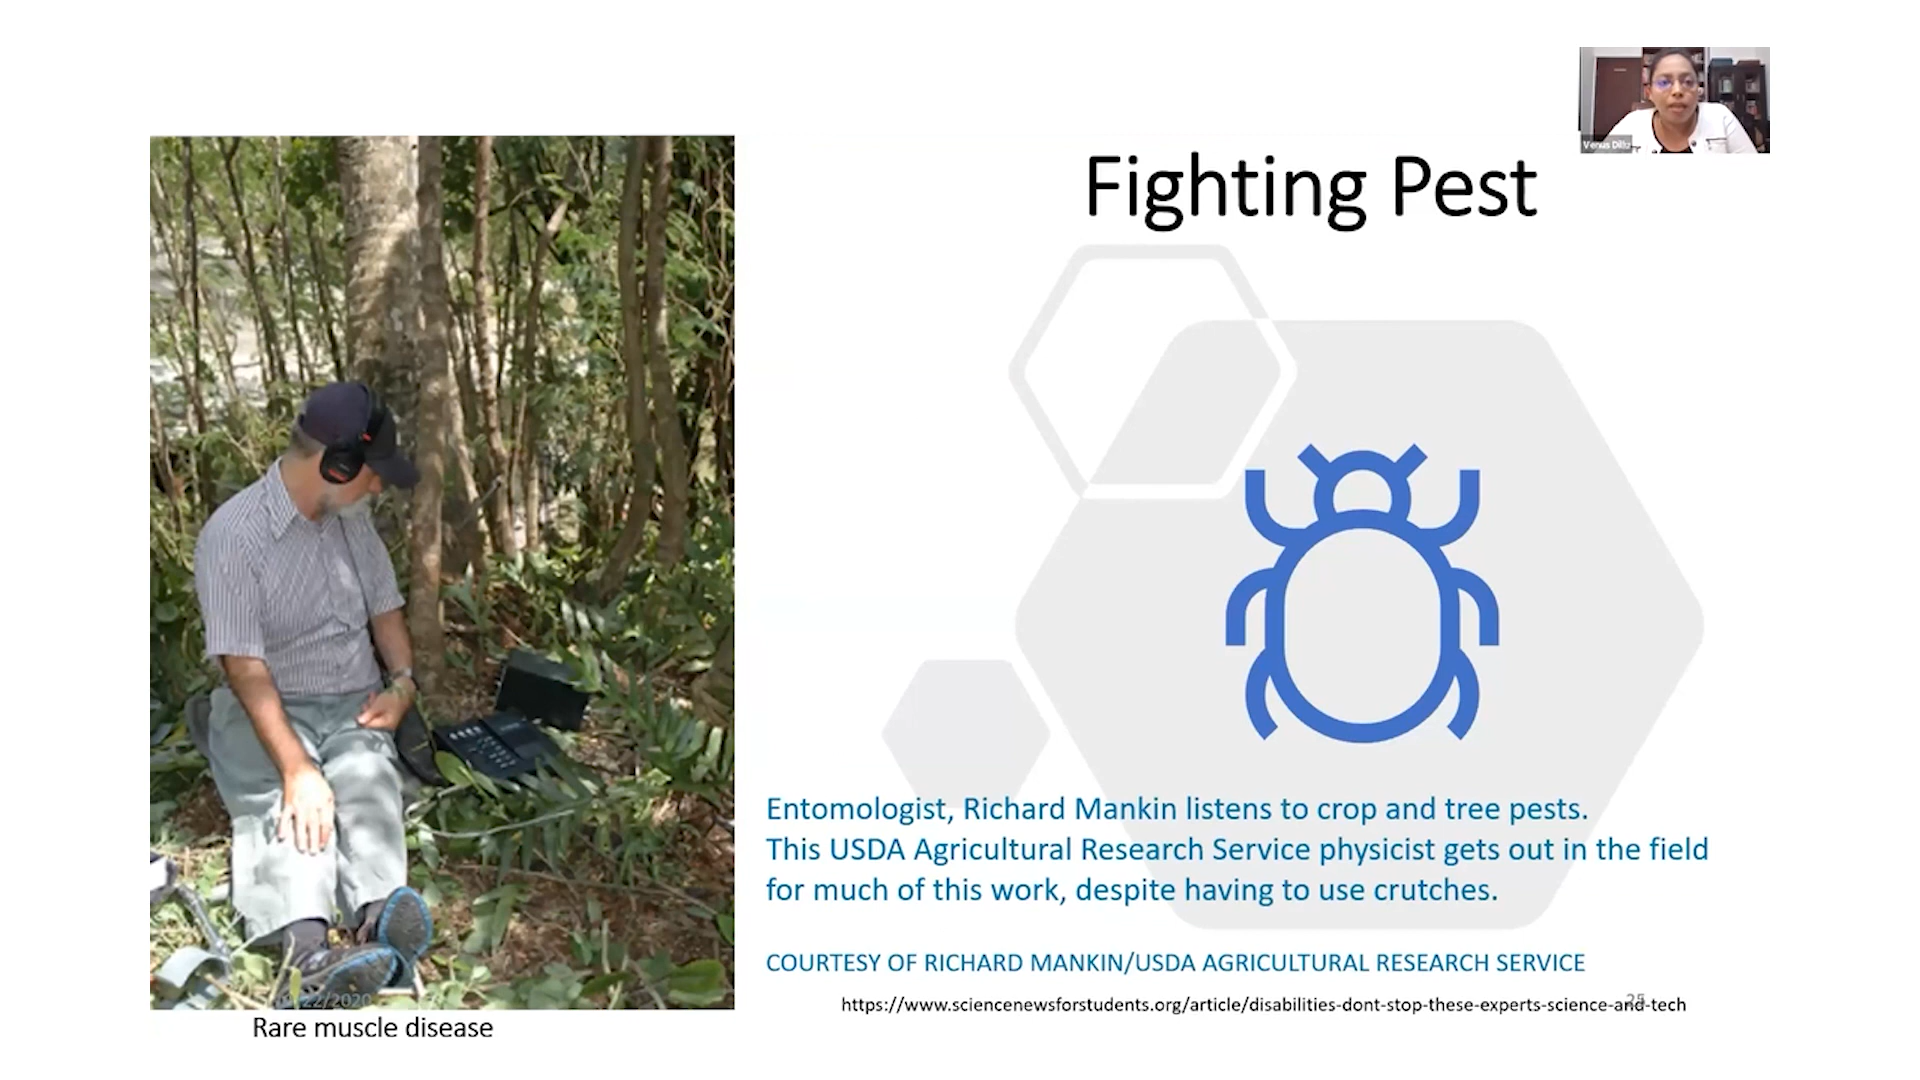 Venus Dilu
Fighting Pest
Entomologist, Richard Mankin listens to crop and tree pests.
This USDA Agricultural Research Service physicist gets out in the field
for much of this work, despite having to use crutches.
COURTESY OF RICHARD MANKIN/USDA AGRICULTURAL RESEARCH SERVICE
https://www.sciencenewsforstudents.org/article/disabilities-dont-stop-these-experts-science-and-tech
25
Rare muscle disease